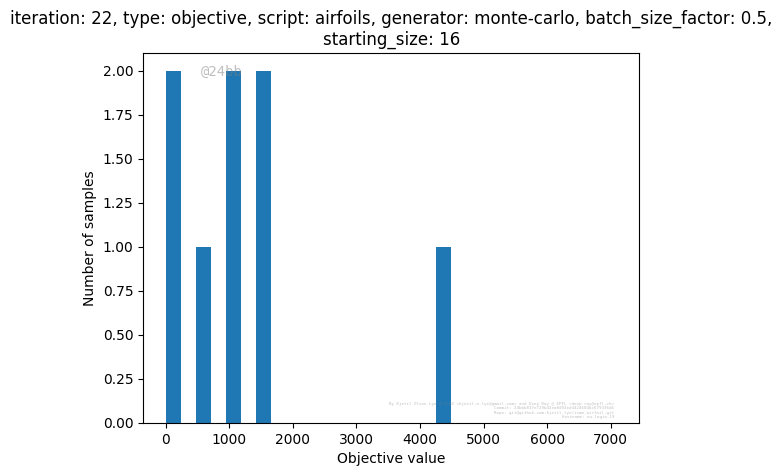 iteration: 22, type: objective, script: airfoils, generator: monte-carlo, batch_size_factor: 0.5,
starting_size: 16
@24bb
2.00
1.75
1.50
1.25
1.00
0.75
0.50
0.25
0.00
Number of samples
0 1000 2000 3000 4000 5000 6000 7000
Objective value